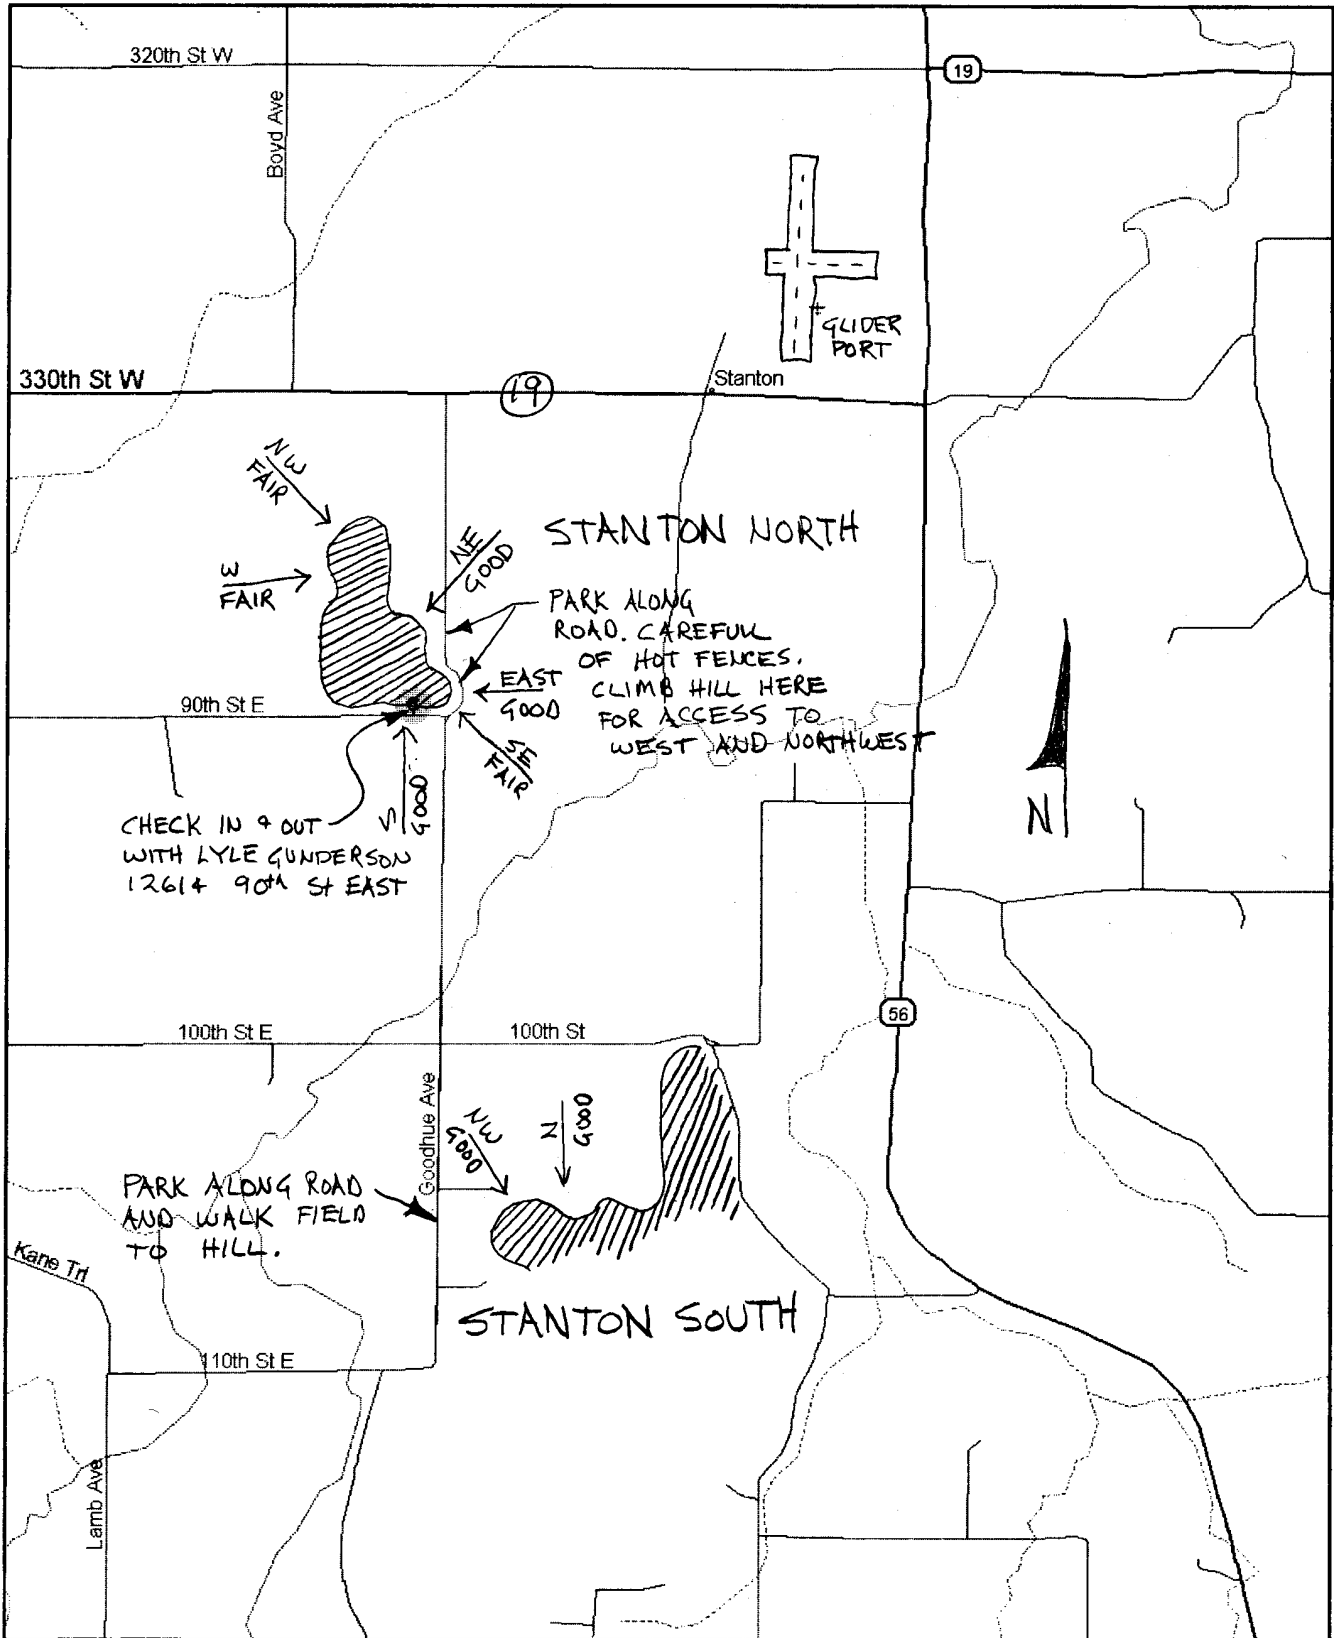 320th St W
19
Boyd Ave
GLIDER
PORT
330th St W
19
Stanton
NW
FAIR
STANTON NORTH
NE
GOOD
W
FAIR
PARK ALONG
ROAD. CAREFULL
OF HOT FENCES.
CLIMB HILL HERE
FOR ACCESS TO
WEST AND NORTHWEST
EAST
GOOD
90th St E
SE
FAIR
S
GOOD
N
CHECK IN & OUT
WITH LYLE GUNDERSON
12614 90th St EAST
56
100th St E
100th St
Goodhue Ave
NW
GOOD
N
GOOD
PARK ALONG ROAD
AND WALK FIELD
TO HILL.
Kane Trl
STANTON SOUTH
110th St E
Lamb Ave